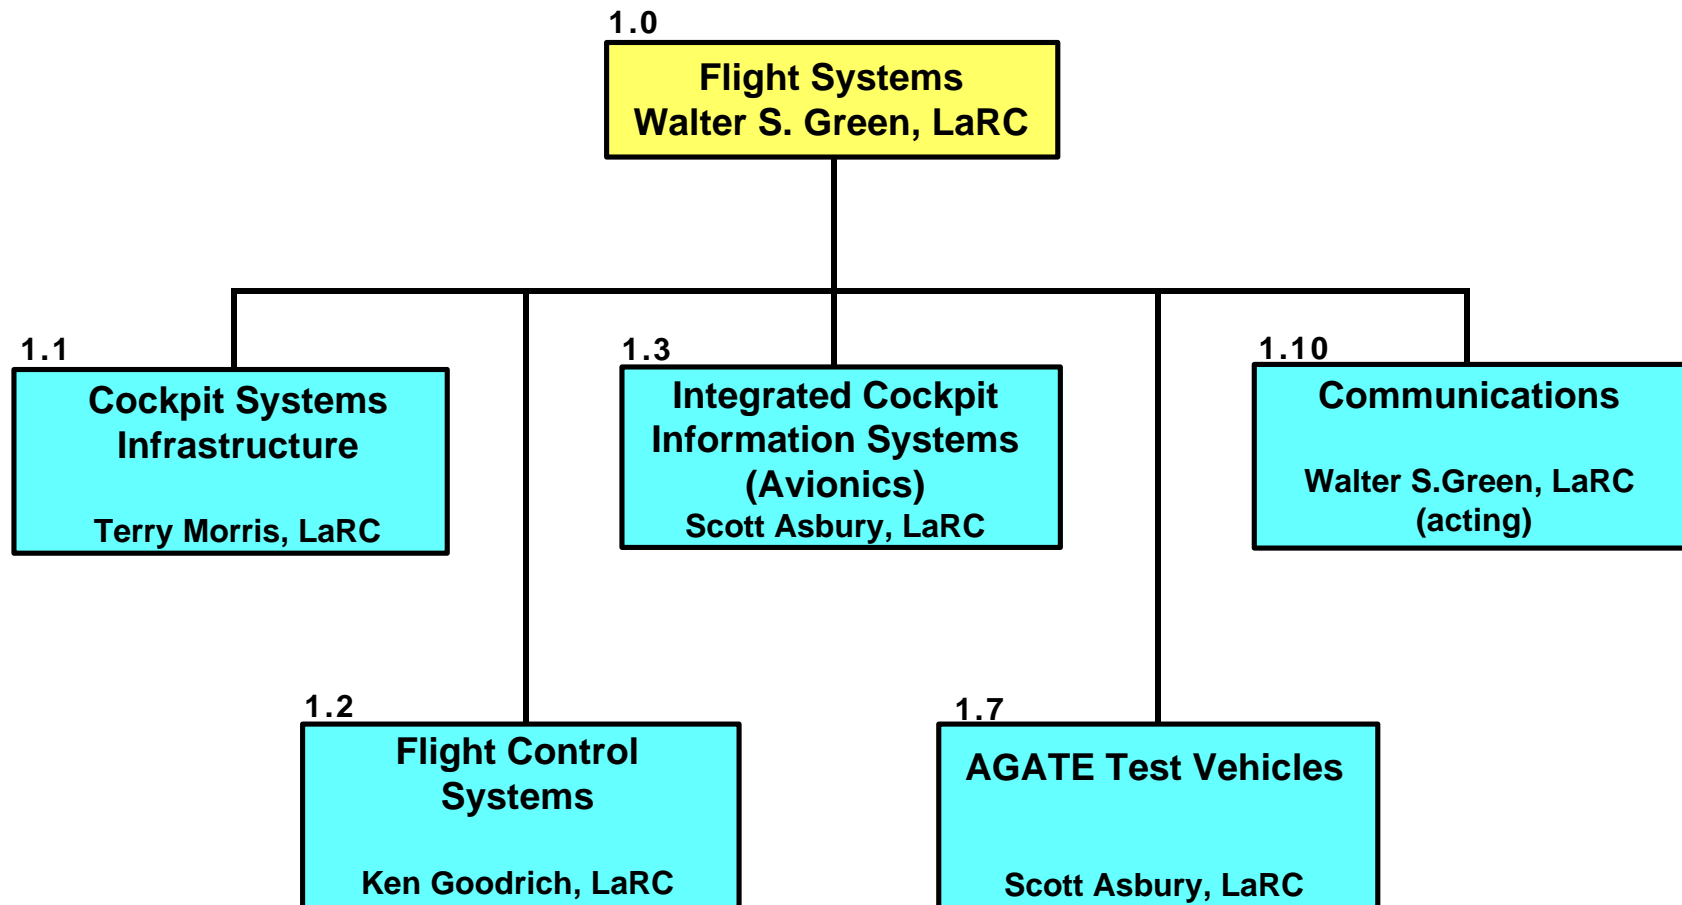 1.0
Flight Systems
Walter S. Green, LaRC
1.1
Cockpit Systems
Infrastructure
Terry Morris, LaRC
1.3
Integrated Cockpit
Information Systems
(Avionics)
Scott Asbury, LaRC
1.10
Communications
Walter S.Green, LaRC
(acting)
1.2
Flight Control
Systems
Ken Goodrich, LaRC
1.7
AGATE Test Vehicles
Scott Asbury, LaRC